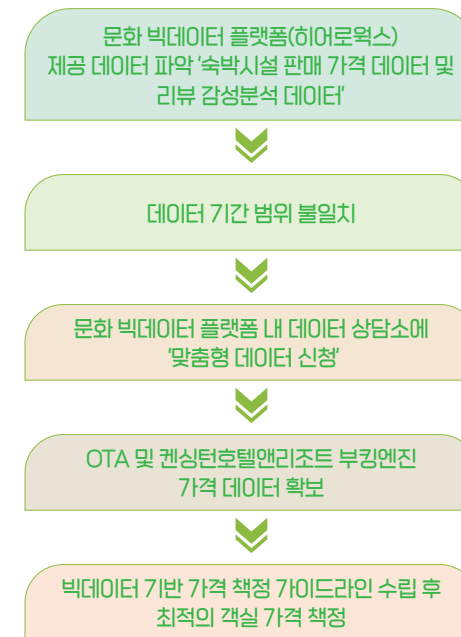 문화 빅데이터 플랫폼(히어로웍스)
제공 데이터 파악 '숙박시설 판매 가격 데이터 및
리뷰 감성분석 데이터'
데이터 기간 범위 불일치
문화 빅데이터 플랫폼 내 데이터 상담소에
'맞춤형 데이터 신청'
OTA 및 켄싱턴호텔앤리조트 부킹엔진
가격 데이터 확보
빅데이터 기반 가격 책정 가이드라인 수립 후
최적의 객실 가격 책정